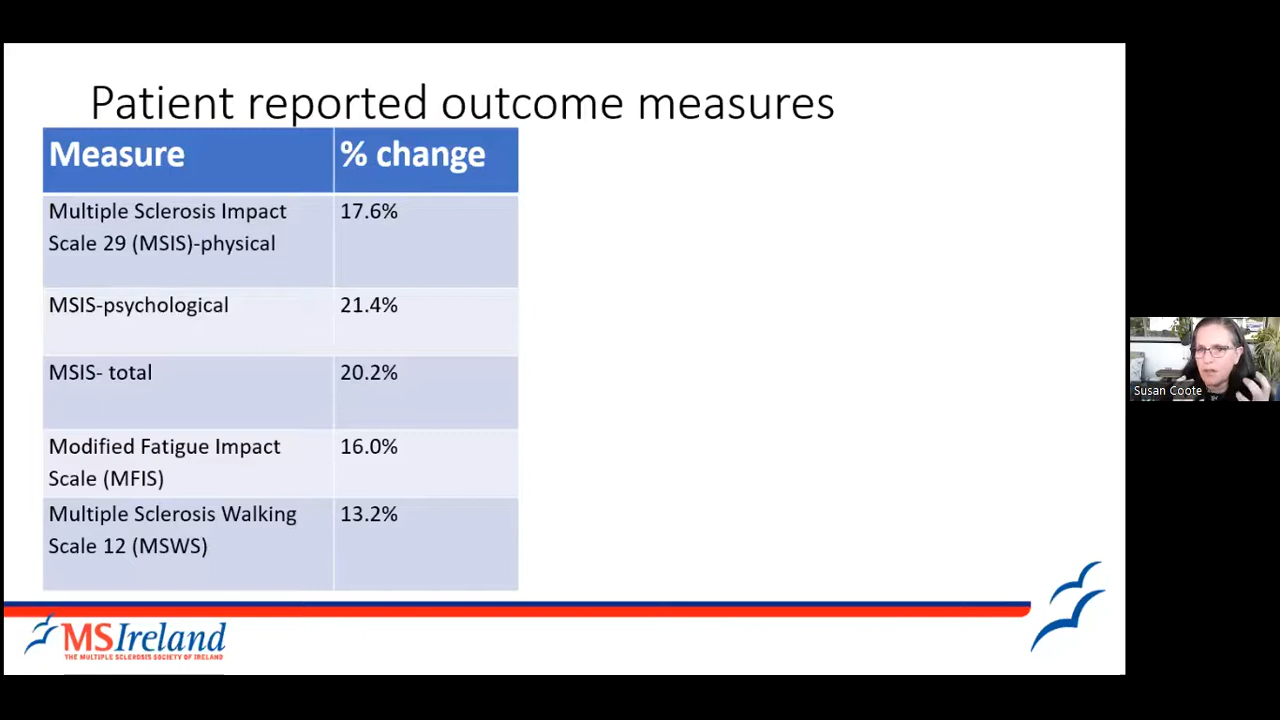 Patient reported outcome measures
Measure % change
Multiple Sclerosis Impact 17.6%
Scale 29 (MSIS)-physical
MSIS-psychological 21.4%
MSIS- total 20.2%
Modified Fatigue Impact 16.0%
Scale (MFIS)
Multiple Sclerosis Walking 13.2%
Scale 12 (MSWS)
MSIreland
THE MULTIPLE SCLEROSIS SOCIETY OF IRELAND
Susan Coote